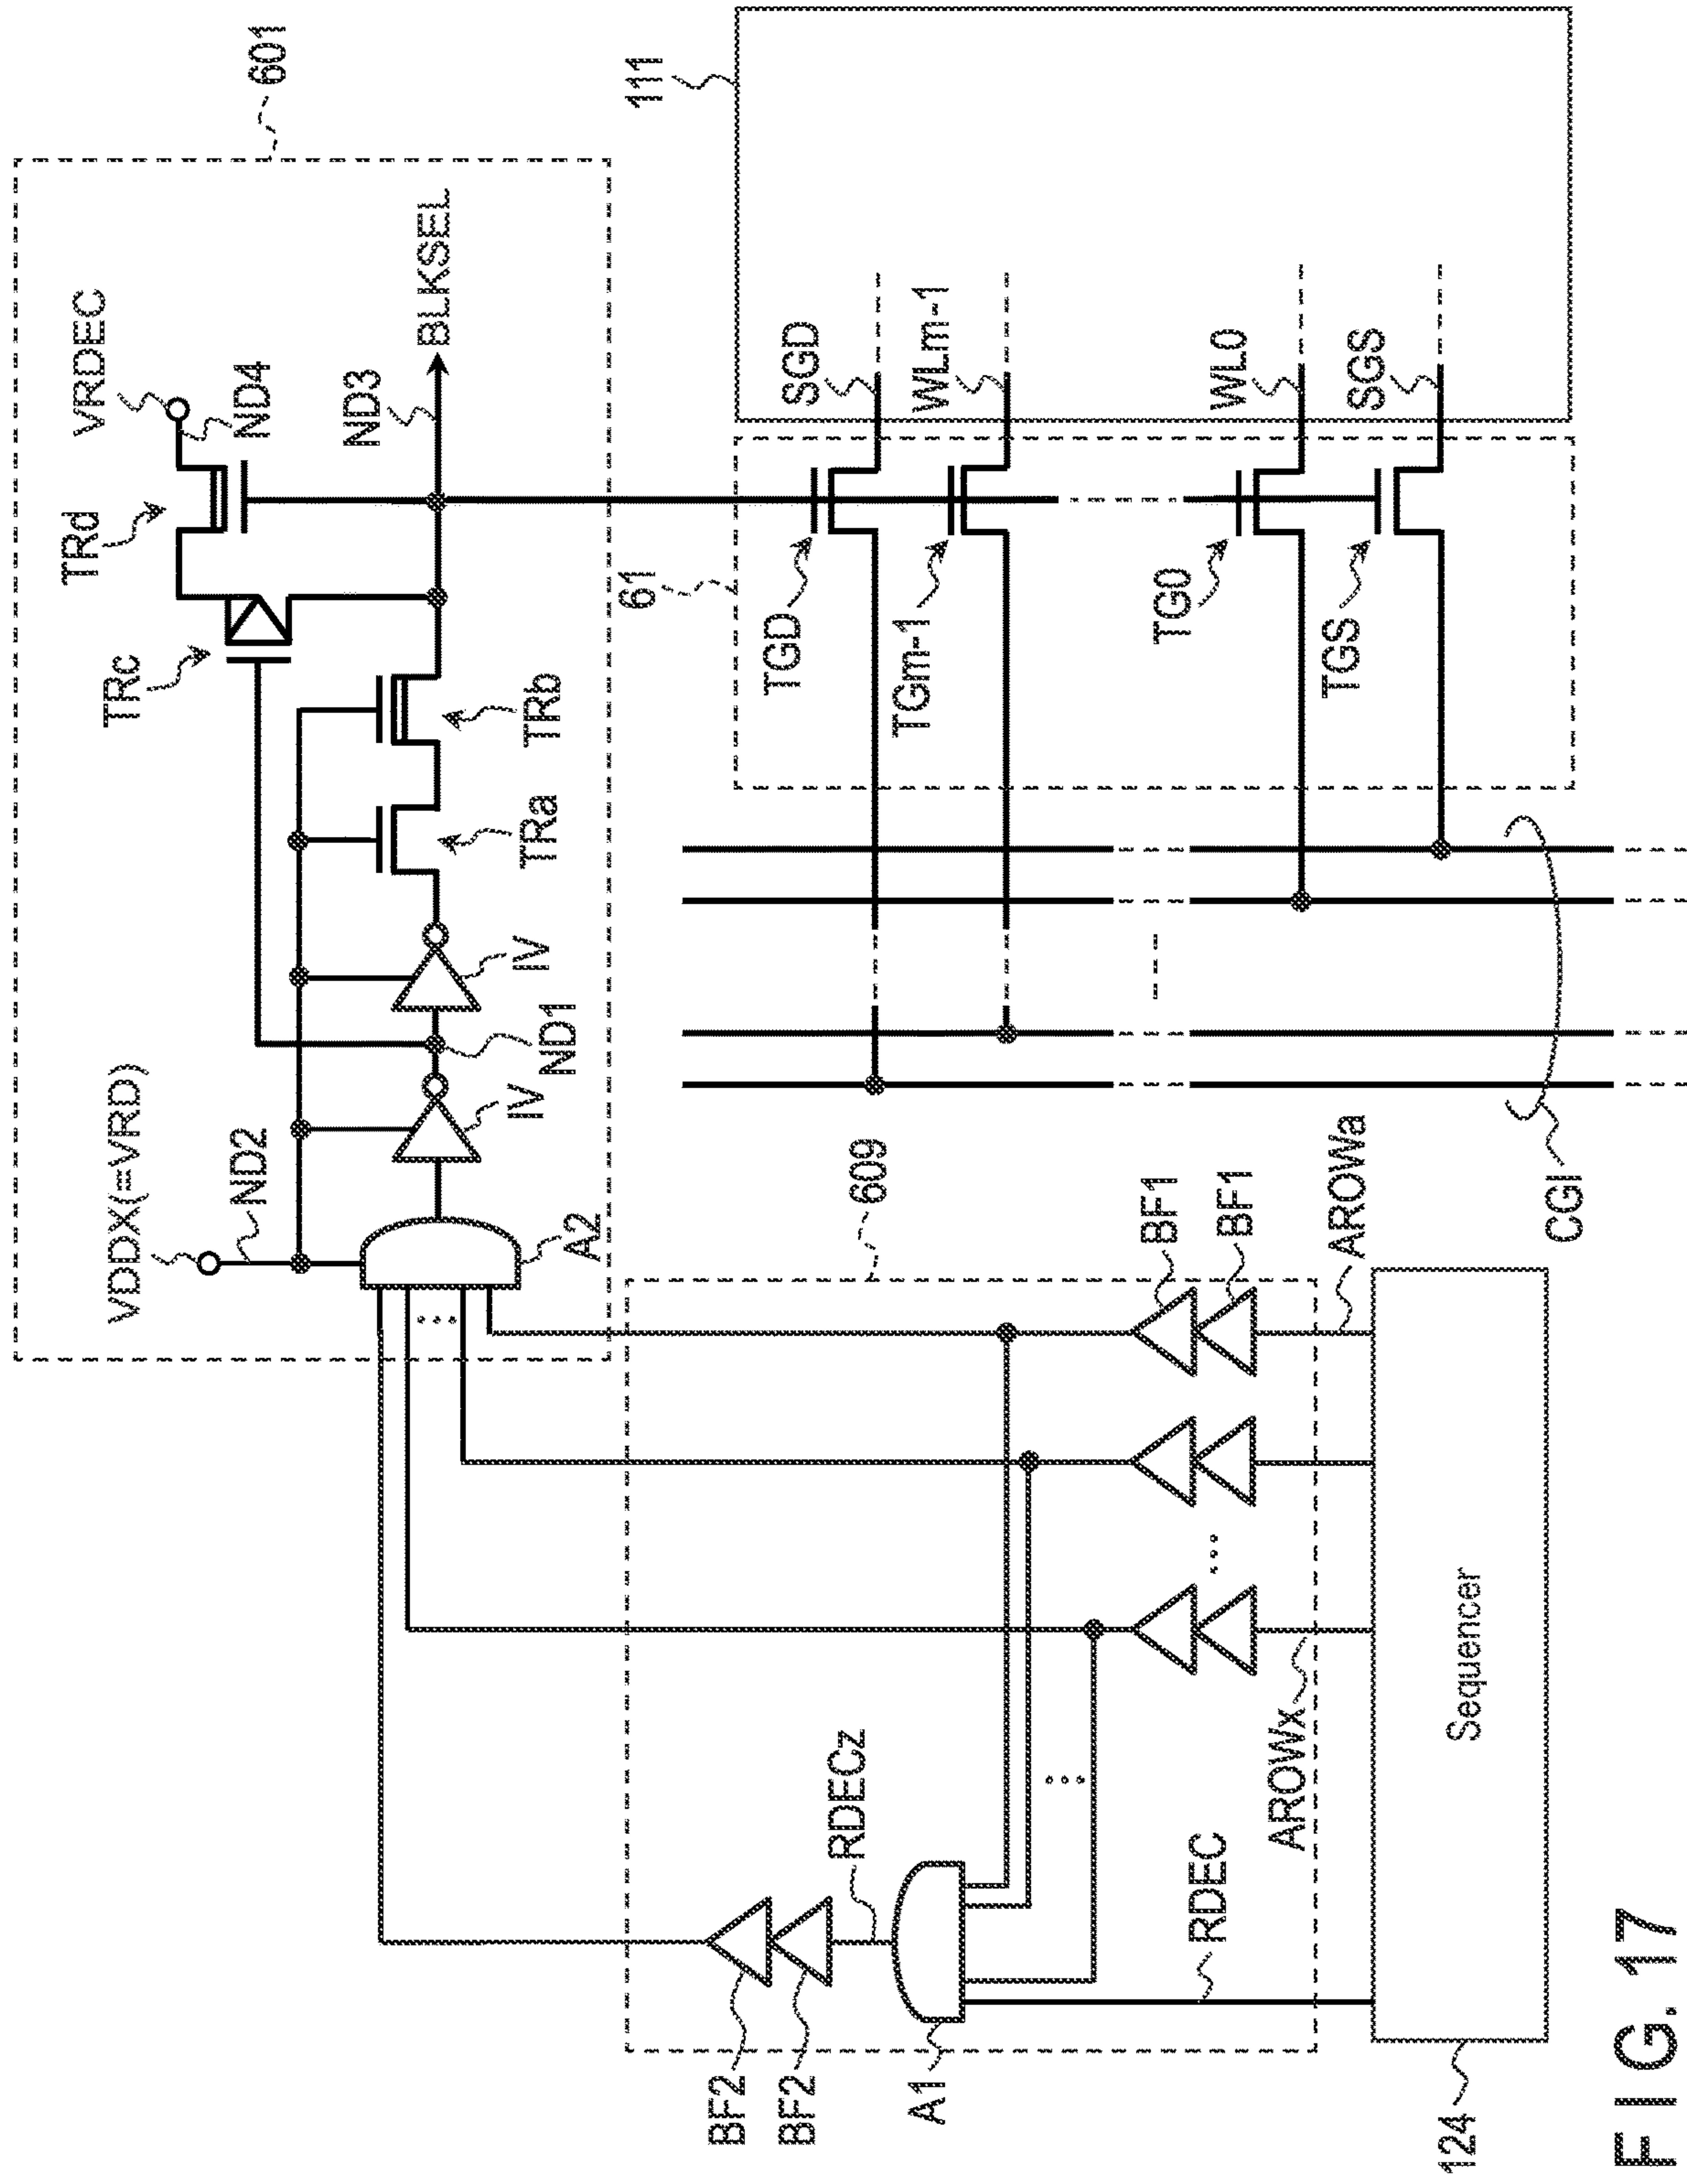 601
VRDEC
ND4
TRd
TRc
ND3
BLKSEL
VDDX(=VRD)
ND2
TRb
TRa
IV
ND1
IV
A2
111
SGD
WLm-1
WL0
SGS
61
TGD
TGm-1
TG0
TGS
CGI
609
BF1
BF1
AROWa
RDECz
BF2
BF2
A1
RDEC
AROWx
Sequencer
124
FIG. 17